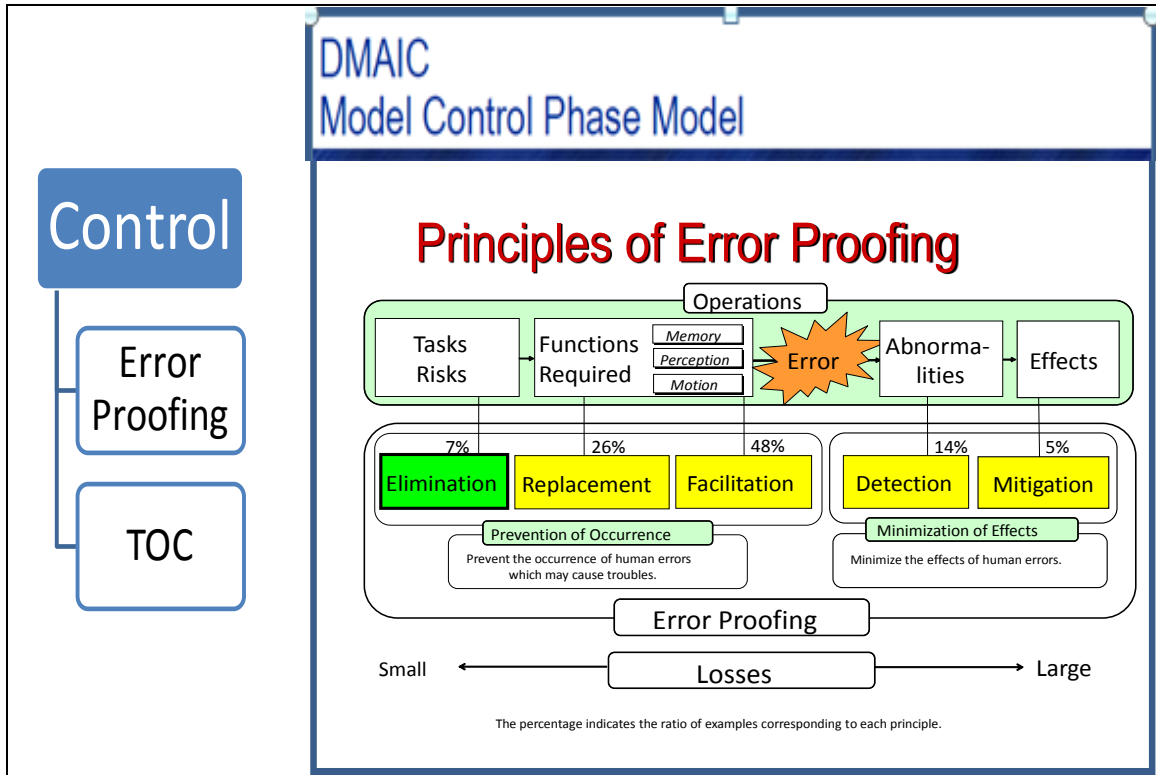 Control
Error
Proofing
TOC
DMAIC
Model Control Phase Model
Principles of Error Proofing
Operations
Tasks
Risks
Functions
Required
Memory
Perception
Motion
Error
Abnorma-
lities
Effects
7%
26%
48%
14%
5%
Elimination
Replacement
Facilitation
Detection
Mitigation
Prevention of Occurrence
Prevent the occurrence of human errors
which may cause troubles.
Minimization of Effects
Minimize the effects of human errors.
Error Proofing
Small
Losses
Large
The percentage indicates the ratio of examples corresponding to each principle.